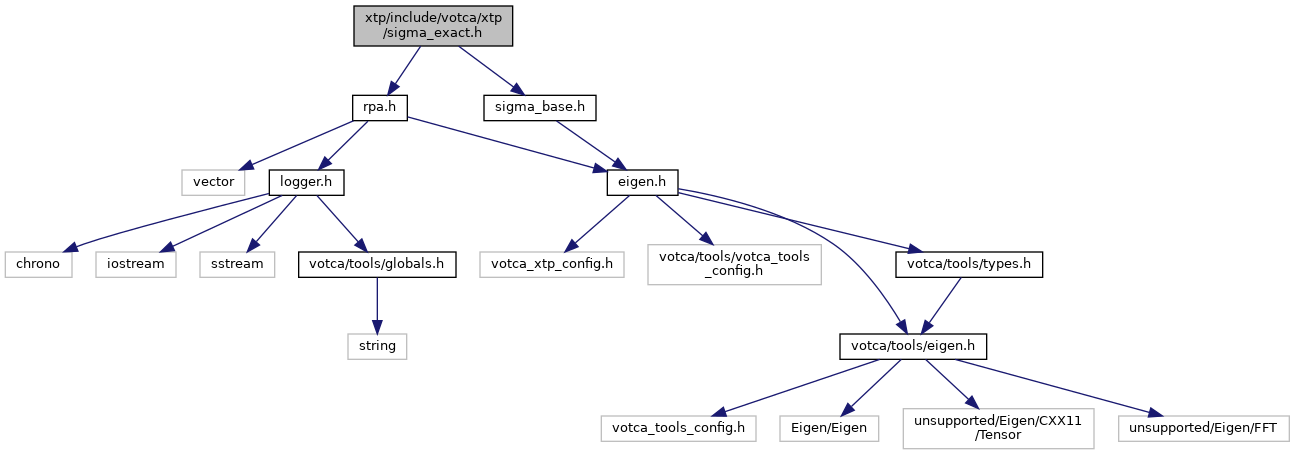 xtp/include/votca/xtp
/sigma_exact.h
rpa.h
sigma_base.h
vector
logger.h
eigen.h
chrono
iostream
sstream
votca/tools/globals.h
votca_xtp_config.h
votca/tools/votca_tools
_config.h
votca/tools/types.h
string
votca/tools/eigen.h
votca_tools_config.h
Eigen/Eigen
unsupported/Eigen/CXX11
/Tensor
unsupported/Eigen/FFT